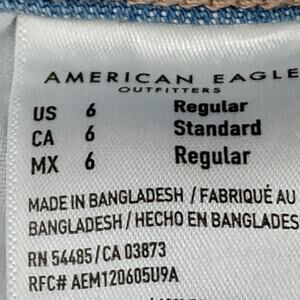 AMERICAN EAGLE
OUTFITTERS
US 6 Regular
CA 6 Standard
MX 6 Regular
MADE IN BANGLADESH / FABRIQUÉ AU
BANGLADESH / HECHO EN BANGLADES
RN 54485 / CA 03873
RFC# AEM120605U9A